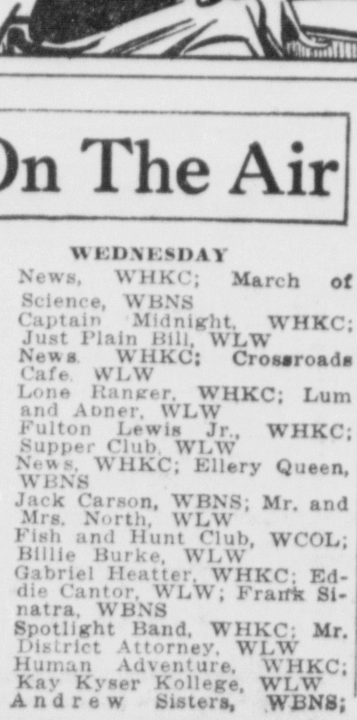 On The Air
WEDNESDAY
News, WHKC; March of
Science, WBNS
Captain Midnight, WHKC;
Just Plain Bill, WLW
News. WHKC; Crossroads
Cafe. WLW
Lone Ranger, WHKC; Lum
and Abner, WLW
Fulton Lewis Jr., WHKC;
Supper Club, WLW
News, WHKC; Ellery Queen,
WBNS
Jack Carson, WBNS; Mr. and
Mrs. North, WLW
Fish and Hunt Club, WCOL;
Billie Burke, WLW
Gabriel Heatter, WHKC; Ed-
die Cantor, WLW; Frank Si-
natra, WBNS
Spotlight Band, WHKC; Mr.
District Attorney, WLW
Human Adventure, WHKC;
Kay Kyser Kollege, WLW
Andrew Sisters, WBNS;